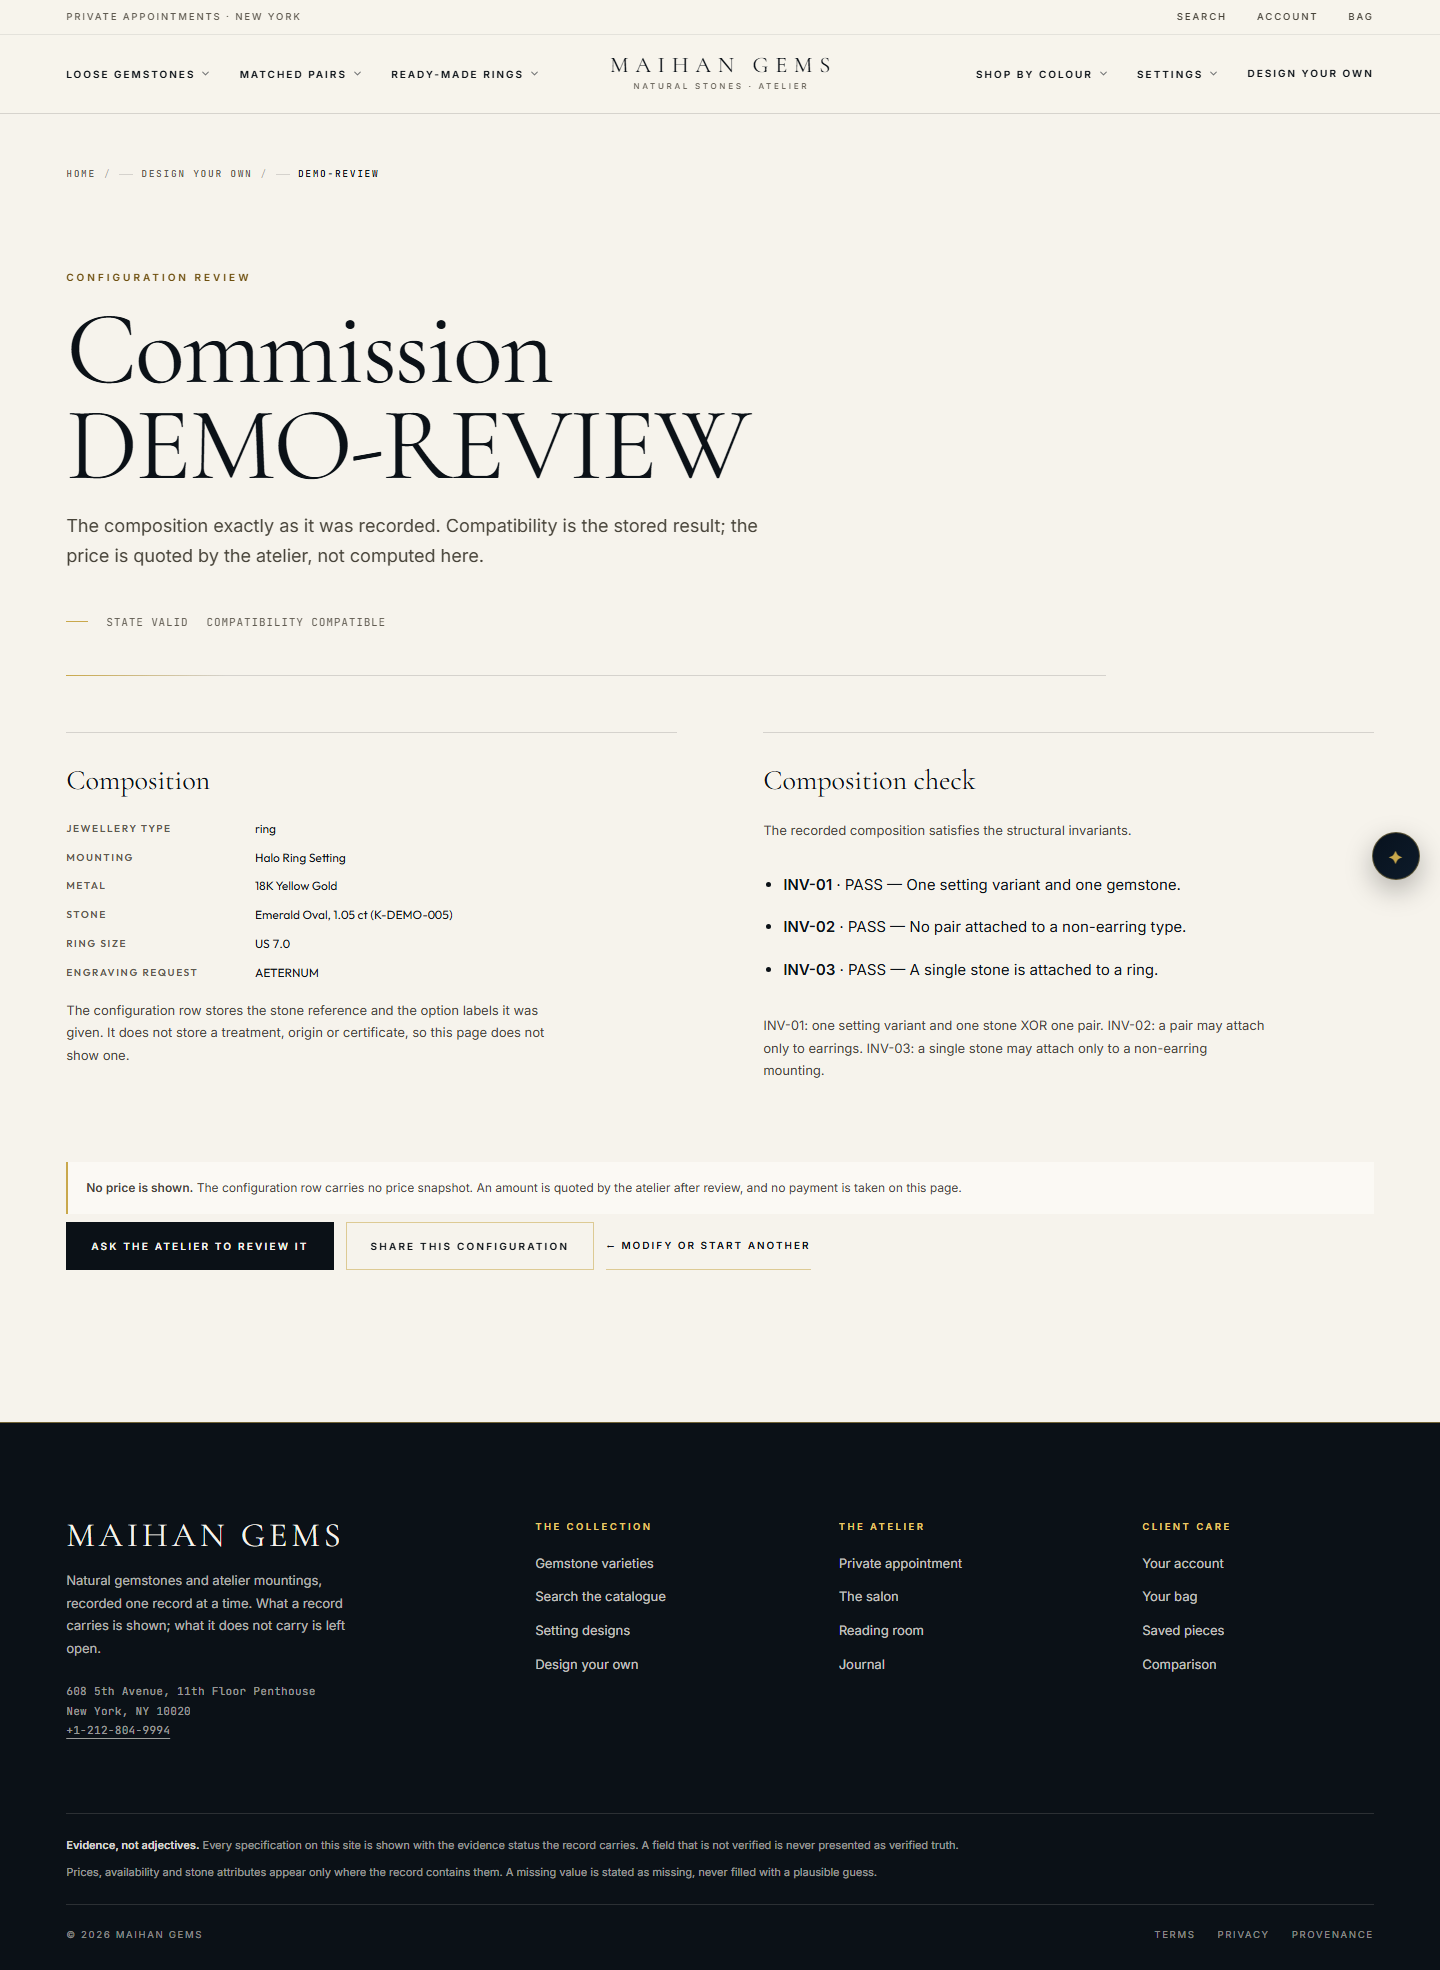 PRIVATE APPOINTMENTS · NEW YORK
SEARCH ACCOUNT BAG
LOOSE GEMSTONES MATCHED PAIRS READY-MADE RINGS
MAIHAN GEMS
NATURAL STONES · ATELIER
SHOP BY COLOUR SETTINGS DESIGN YOUR OWN
HOME / DESIGN YOUR OWN / DEMO-REVIEW
CONFIGURATION REVIEW
Commission
DEMO-REVIEW
The composition exactly as it was recorded. Compatibility is the stored result; the
price is quoted by the atelier, not computed here.
STATE VALID COMPATIBILITY COMPATIBLE
Composition
JEWELLERY TYPE ring
MOUNTING Halo Ring Setting
METAL 18K Yellow Gold
STONE Emerald Oval, 1.05 ct (K-DEMO-005)
RING SIZE US 7.0
ENGRAVING REQUEST AETERNUM
The configuration row stores the stone reference and the option labels it was
given. It does not store a treatment, origin or certificate, so this page does not
show one.
Composition check
The recorded composition satisfies the structural invariants.
• INV-01 · PASS — One setting variant and one gemstone.
• INV-02 · PASS — No pair attached to a non-earring type.
• INV-03 · PASS — A single stone is attached to a ring.
INV-01: one setting variant and one stone XOR one pair. INV-02: a pair may attach
only to earrings. INV-03: a single stone may attach only to a non-earring
mounting.
No price is shown. The configuration row carries no price snapshot. An amount is quoted by the atelier after review, and no payment is taken on this page.
ASK THE ATELIER TO REVIEW IT
SHARE THIS CONFIGURATION
← MODIFY OR START ANOTHER
MAIHAN GEMS
Natural gemstones and atelier mountings,
recorded one record at a time. What a record
carries is shown; what it does not carry is left
open.
608 5th Avenue, 11th Floor Penthouse
New York, NY 10020
+1-212-804-9994
THE COLLECTION
Gemstone varieties
Search the catalogue
Setting designs
Design your own
THE ATELIER
Private appointment
The salon
Reading room
Journal
CLIENT CARE
Your account
Your bag
Saved pieces
Comparison
Evidence, not adjectives. Every specification on this site is shown with the evidence status the record carries. A field that is not verified is never presented as verified truth.
Prices, availability and stone attributes appear only where the record contains them. A missing value is stated as missing, never filled with a plausible guess.
© 2026 MAIHAN GEMS
TERMS PRIVACY PROVENANCE